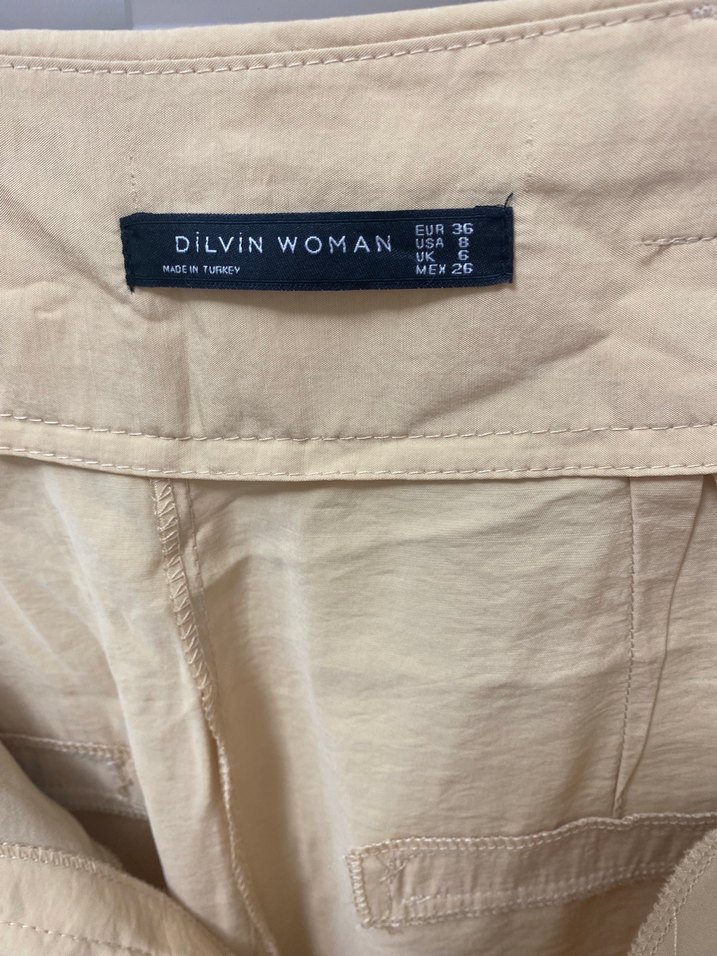 DİLVİN WOMAN
MADE IN TURKEY
EUR 36
USA 8
UK 6
MEX 26